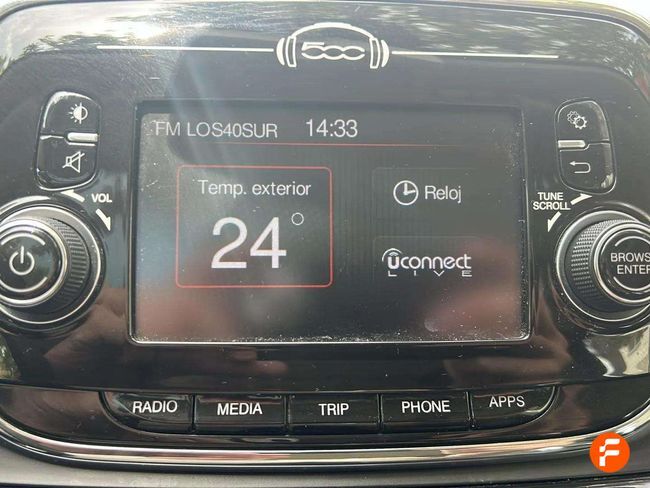 500
FM LOS40SUR 14:33
Temp. exterior
24°
Reloj
uconnect
LIVE
VOL
TUNE
SCROLL
BROWSE
ENTER
RADIO
MEDIA
TRIP
PHONE
APPS